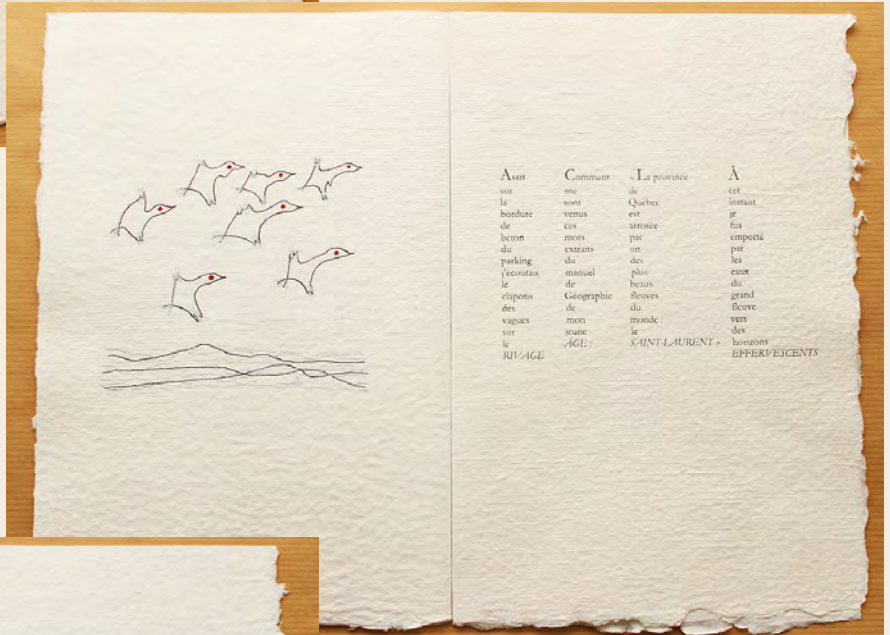 Assis
sur
la
bordure
de
béton
du
parking
j'écoutais
le
clapotis
des
vagues
sur
le
RIVAGE
Comment
me
sont
venus
ces
mots
extraits
du
manuel
de
Géographie
de
mon
jeune
ÂGE :
« La province
de
Québec
est
arrosée
par
un
des
plus
beaux
fleuves
du
monde :
le
SAINT-LAURENT »
À
cet
instant
je
fus
emporté
par
les
eaux
du
grand
fleuve
vers
des
horizons
EFFERVESCENTS